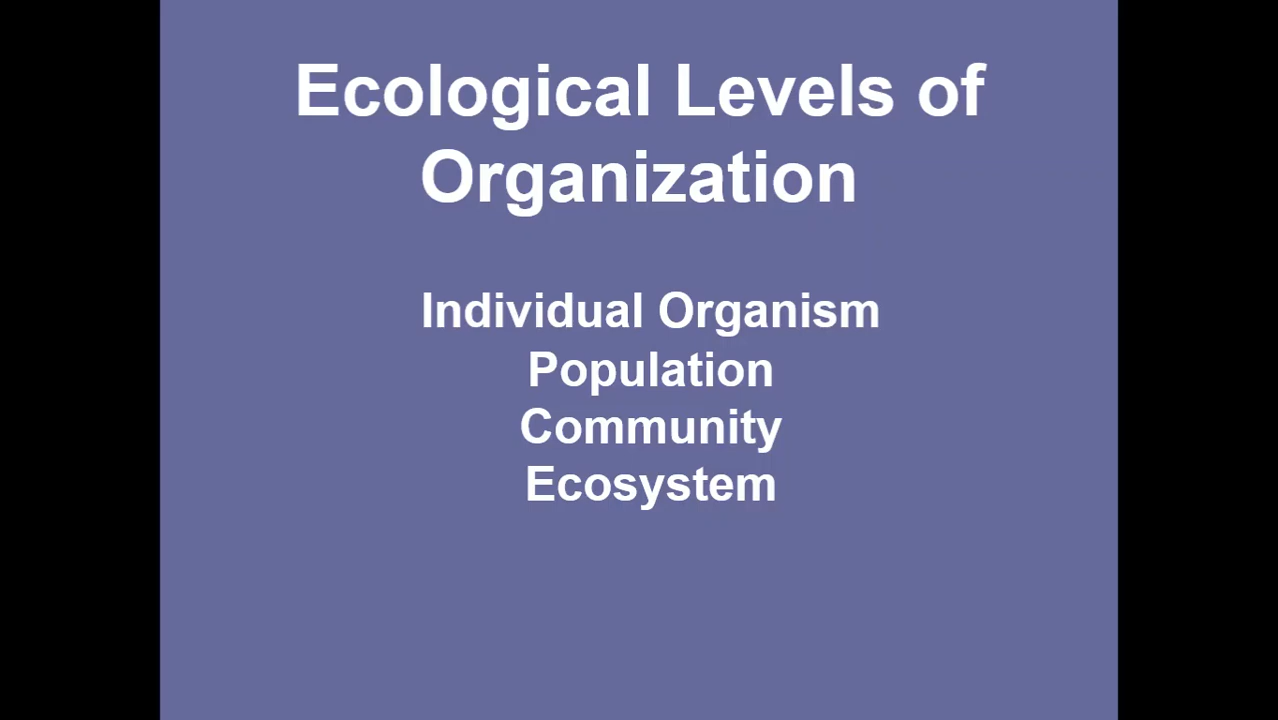 Ecological Levels of
Organization
Individual Organism
Population
Community
Ecosystem